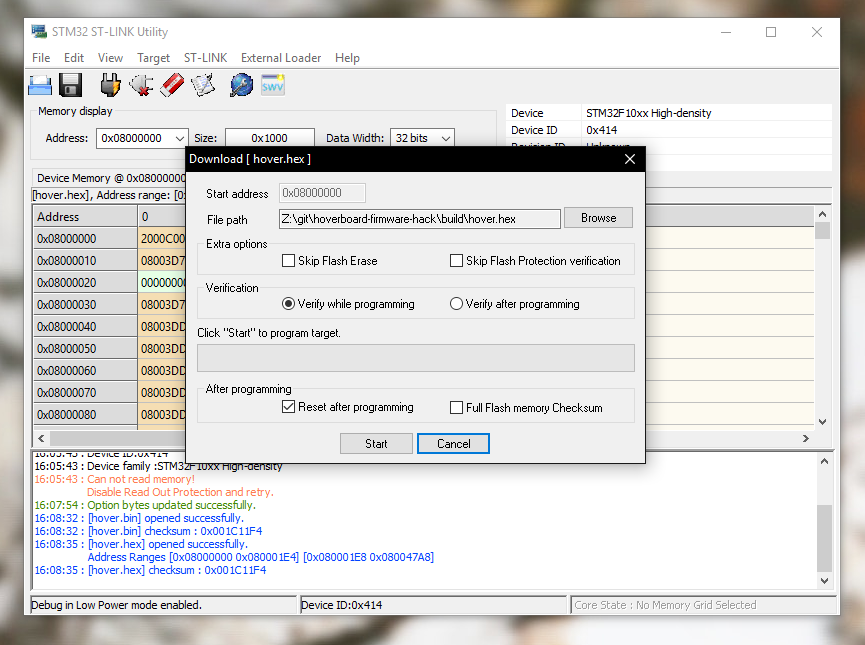 STM32 ST-LINK Utility
File Edit View Target ST-LINK External Loader Help
SWV
Memory display
Address: 0x08000000 Size: 0x1000 Data Width: 32 bits
Device STM32F10xx High-density
Device ID 0x414
Revision ID Unknown
Device Memory @ 0x08000000
[hover.hex], Address range: [0
Address 0
0x08000000 2000C00
0x08000010 08003D7
0x08000020 0000000
0x08000030 08003D7
0x08000040 08003DD
0x08000050 08003DD
0x08000060 08003DD
0x08000070 08003DD
0x08000080 08003DD
Download [ hover.hex ]
Start address 0x08000000
File path Z:\git\hoverboard-firmware-hack\build\hover.hex Browse
Extra options
Skip Flash Erase Skip Flash Protection verification
Verification
Verify while programming Verify after programming
Click "Start" to program target.
After programming
Reset after programming Full Flash memory Checksum
Start Cancel
16:05:43 : Device ID:0x414
16:05:43 : Device family :STM32F10xx High-density
16:05:43 : Can not read memory!
Disable Read Out Protection and retry.
16:07:54 : Option bytes updated successfully.
16:08:32 : [hover.bin] opened successfully.
16:08:32 : [hover.bin] checksum : 0x001C11F4
16:08:35 : [hover.hex] opened successfully.
Address Ranges [0x08000000 0x080001E4] [0x080001E8 0x080047A8]
16:08:35 : [hover.hex] checksum : 0x001C11F4
Debug in Low Power mode enabled. Device ID:0x414 Core State : No Memory Grid Selected